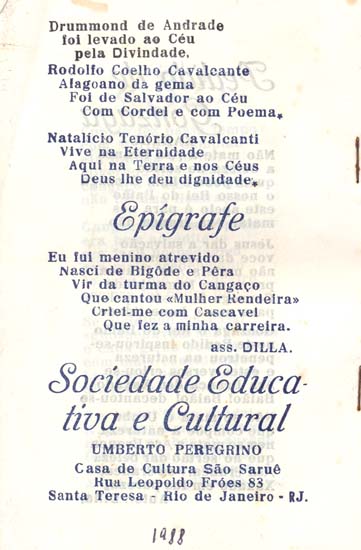 Drummond de Andrade
foi levado ao Céu
pela Divindade,
Rodolfo Coelho Cavalcante
Alagoano da gema
Foi de Salvador ao Céu
Com Cordel e com Poema.
Natalício Tenório Cavalcanti
Vive na Eternidade
Aqui na Terra e nos Céus
Deus lhe deu dignidade.
Epígrafe
Eu fui menino atrevido
Nasci de Bigôde e Pêra
Vir da turma do Cangaço
Que cantou «Mulher Rendeira»
Criei-me com Cascavel
Que fez a minha carreira.
ass. DILLA.
Sociedade Educa-
tiva e Cultural
UMBERTO PEREGRINO
Casa de Cultura São Saruê
Rua Leopoldo Fróes 83
Santa Teresa - Rio de Janeiro - RJ.
1988